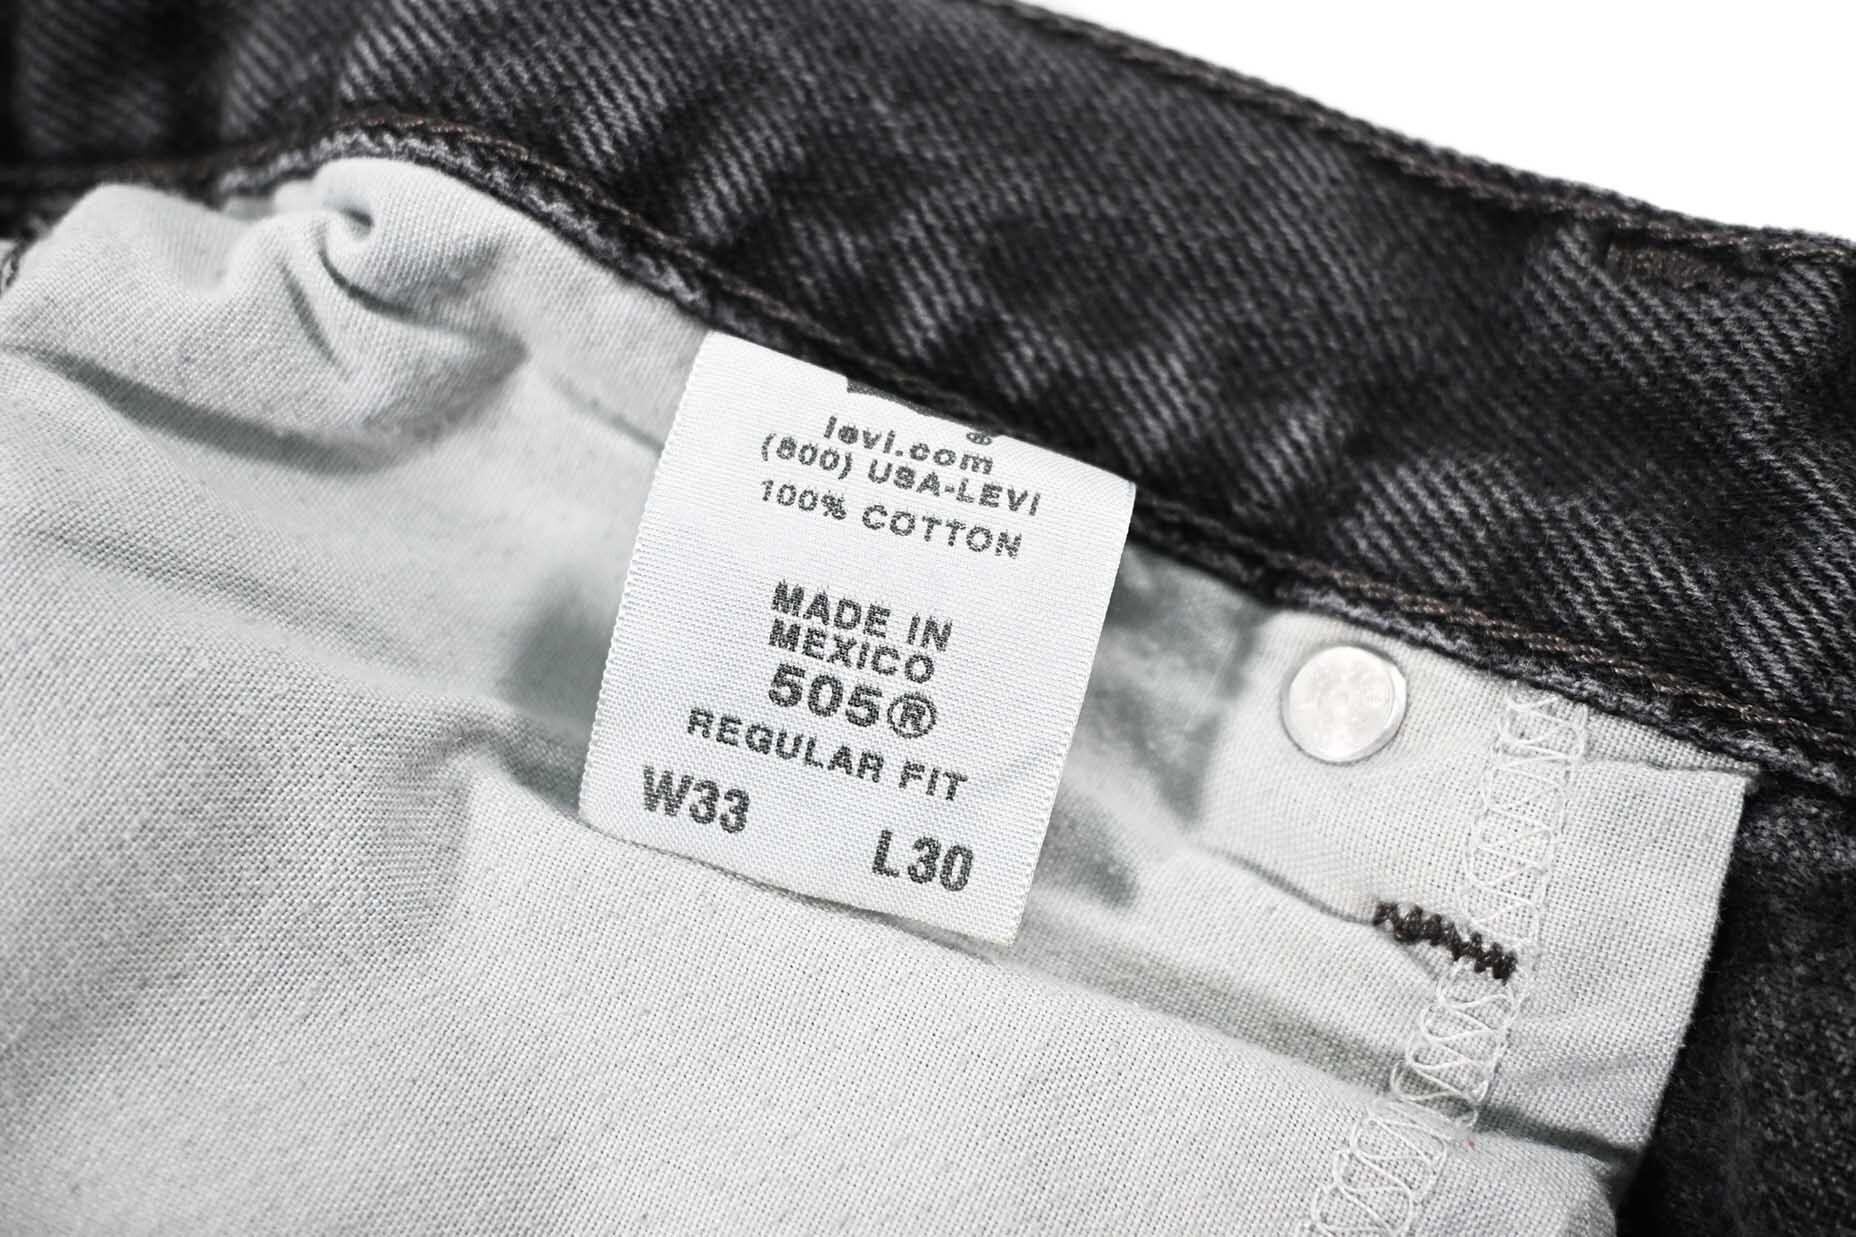 levi.com
(800) USA-LEVI
100% COTTON
MADE IN
MEXICO
505®
REGULAR FIT
W33 L30